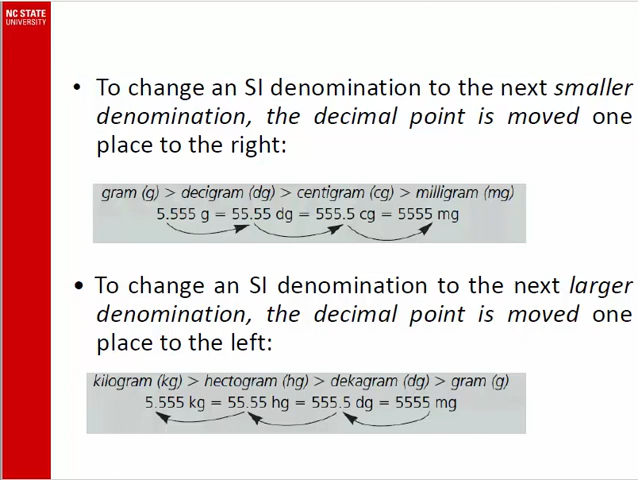 NC STATE
UNIVERSITY
• To change an SI denomination to the next smaller
denomination, the decimal point is moved one
place to the right:
gram (g) > decigram (dg) > centigram (cg) > milligram (mg)
5.555 g = 55.55 dg = 555.5 cg = 5555 mg
• To change an SI denomination to the next larger
denomination, the decimal point is moved one
place to the left:
kilogram (kg) > hectogram (hg) > dekagram (dg) > gram (g)
5.555 kg = 55.55 hg = 555.5 dg = 5555 mg